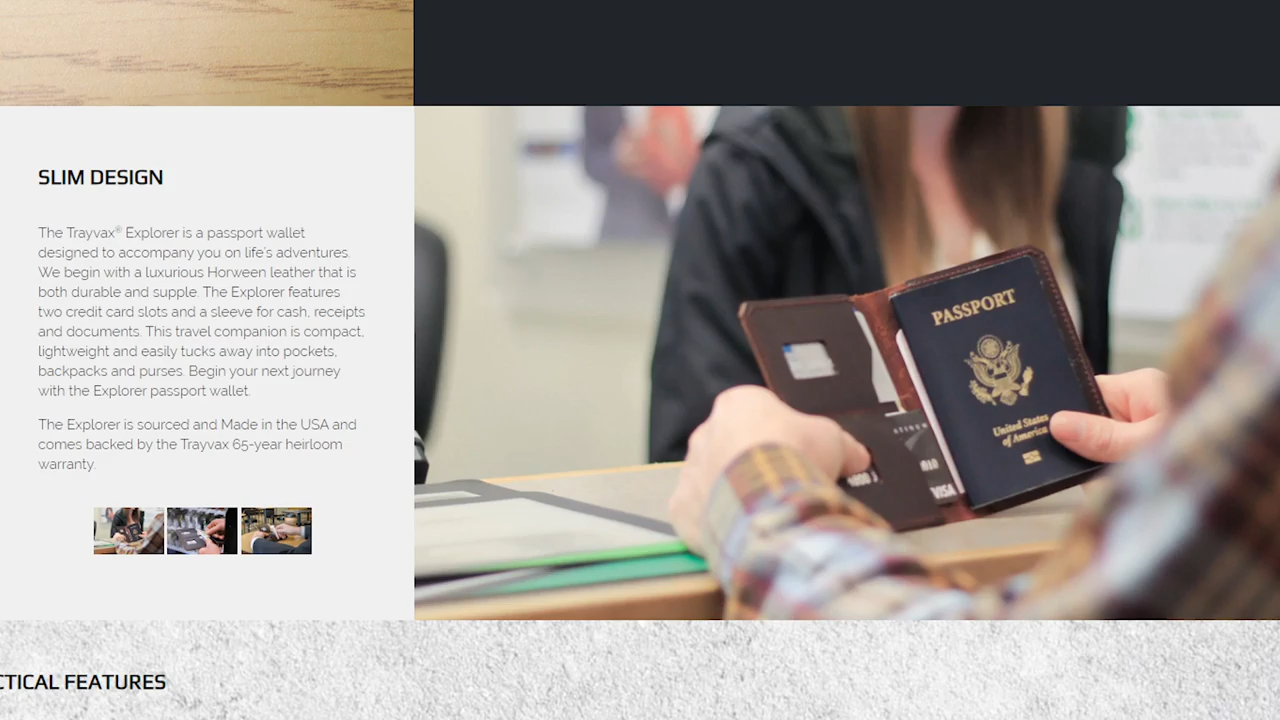 SLIM DESIGN
The Trayvax® Explorer is a passport wallet
designed to accompany you on life's adventures.
We begin with a luxurious Horween leather that is
both durable and supple. The Explorer features
two credit card slots and a sleeve for cash, receipts
and documents. This travel companion is compact,
lightweight and easily tucks away into pockets,
backpacks and purses. Begin your next journey
with the Explorer passport wallet.
The Explorer is sourced and Made in the USA and
comes backed by the Trayvax 65-year heirloom
warranty.
PASSPORT
United States
of America
VISA
CTICAL FEATURES